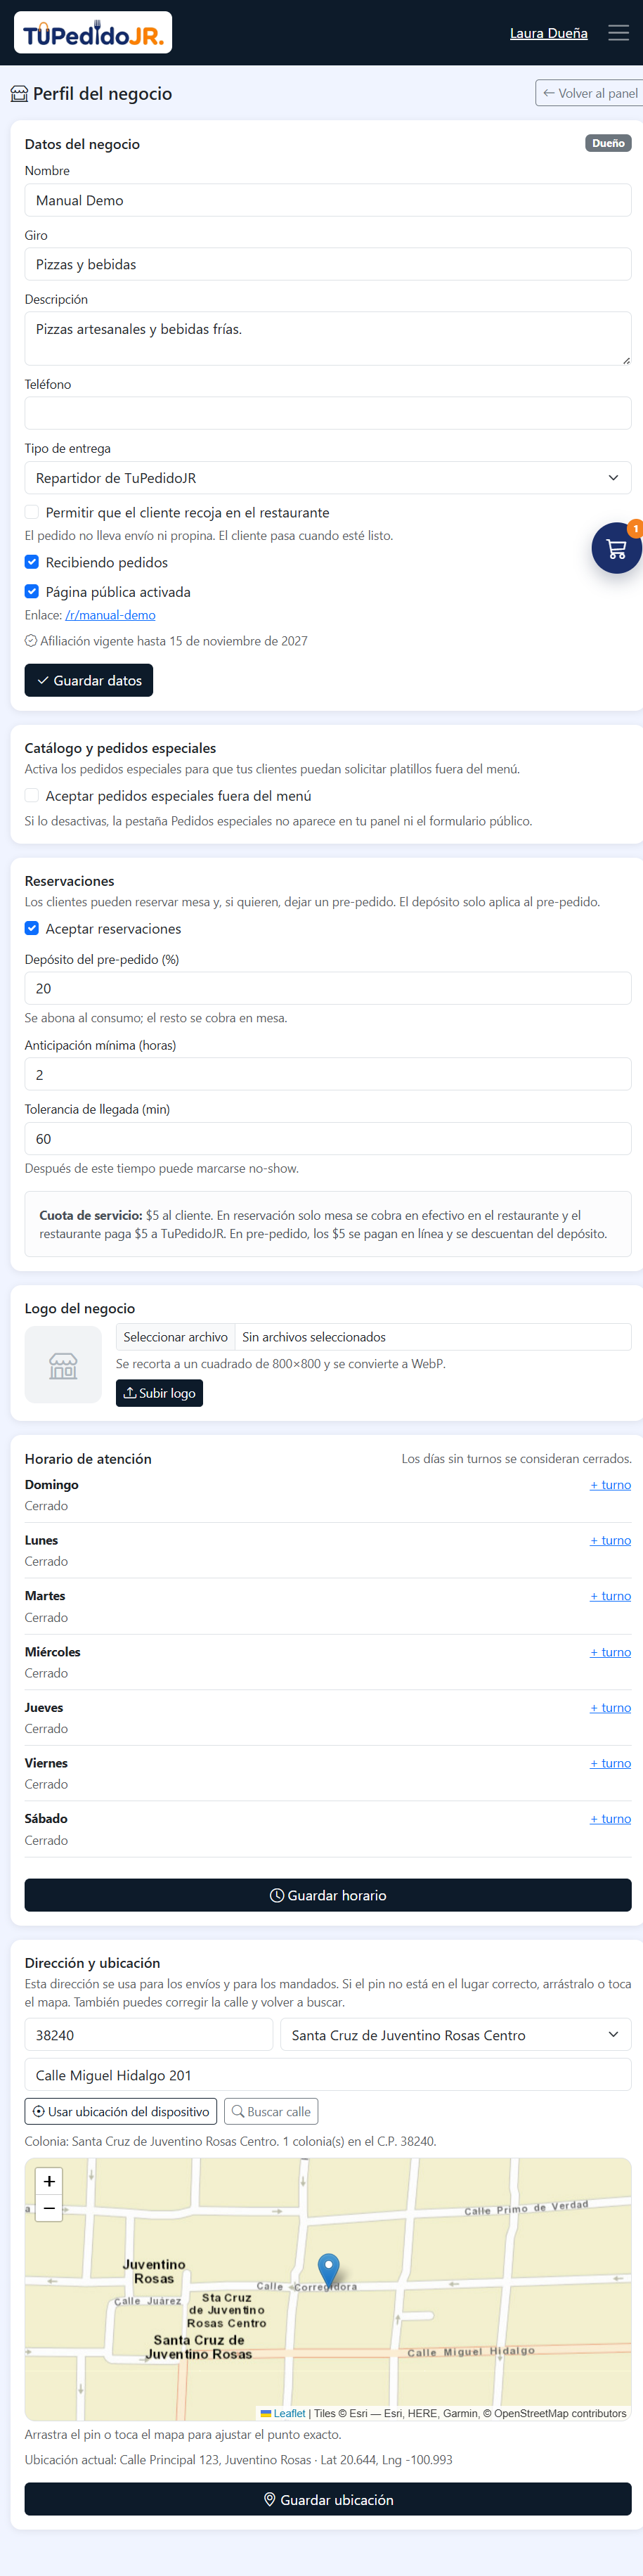 TUPedidoJR.
Laura Dueña
Perfil del negocio
← Volver al panel
Datos del negocio
Dueño
Nombre
Manual Demo
Giro
Pizzas y bebidas
Descripción
Pizzas artesanales y bebidas frías.
Teléfono
Tipo de entrega
Repartidor de TuPedidoJR
Permitir que el cliente recoja en el restaurante
El pedido no lleva envío ni propina. El cliente pasa cuando esté listo.
1
Recibiendo pedidos
Página pública activada
Enlace: /r/manual-demo
Afiliación vigente hasta 15 de noviembre de 2027
Guardar datos
Catálogo y pedidos especiales
Activa los pedidos especiales para que tus clientes puedan solicitar platillos fuera del menú.
Aceptar pedidos especiales fuera del menú
Si lo desactivas, la pestaña Pedidos especiales no aparece en tu panel ni el formulario público.
Reservaciones
Los clientes pueden reservar mesa y, si quieren, dejar un pre-pedido. El depósito solo aplica al pre-pedido.
Aceptar reservaciones
Depósito del pre-pedido (%)
20
Se abona al consumo; el resto se cobra en mesa.
Anticipación mínima (horas)
2
Tolerancia de llegada (min)
60
Después de este tiempo puede marcarse no-show.
Cuota de servicio: $5 al cliente. En reservación solo mesa se cobra en efectivo en el restaurante y el
restaurante paga $5 a TuPedidoJR. En pre-pedido, los $5 se pagan en línea y se descuentan del depósito.
Logo del negocio
Seleccionar archivo Sin archivos seleccionados
Se recorta a un cuadrado de 800×800 y se convierte a WebP.
Subir logo
Horario de atención
Los días sin turnos se consideran cerrados.
Domingo
+ turno
Cerrado
Lunes
+ turno
Cerrado
Martes
+ turno
Cerrado
Miércoles
+ turno
Cerrado
Jueves
+ turno
Cerrado
Viernes
+ turno
Cerrado
Sábado
+ turno
Cerrado
Guardar horario
Dirección y ubicación
Esta dirección se usa para los envíos y para los mandados. Si el pin no está en el lugar correcto, arrástralo o toca
el mapa. También puedes corregir la calle y volver a buscar.
38240
Santa Cruz de Juventino Rosas Centro
Calle Miguel Hidalgo 201
Usar ubicación del dispositivo
Buscar calle
Colonia: Santa Cruz de Juventino Rosas Centro. 1 colonia(s) en el C.P. 38240.
+
−
a
Calle Primo de Verdad
Juventino
Rosas
Calle Corregidora
Calle Juárez
Sta Cruz
de Juventino
Rosas Centro
Santa Cruz de
Juventino Rosas
Calle Miguel Hidalgo
Leaflet | Tiles © Esri — Esri, HERE, Garmin, © OpenStreetMap contributors
Arrastra el pin o toca el mapa para ajustar el punto exacto.
Ubicación actual: Calle Principal 123, Juventino Rosas · Lat 20.644, Lng -100.993
Guardar ubicación